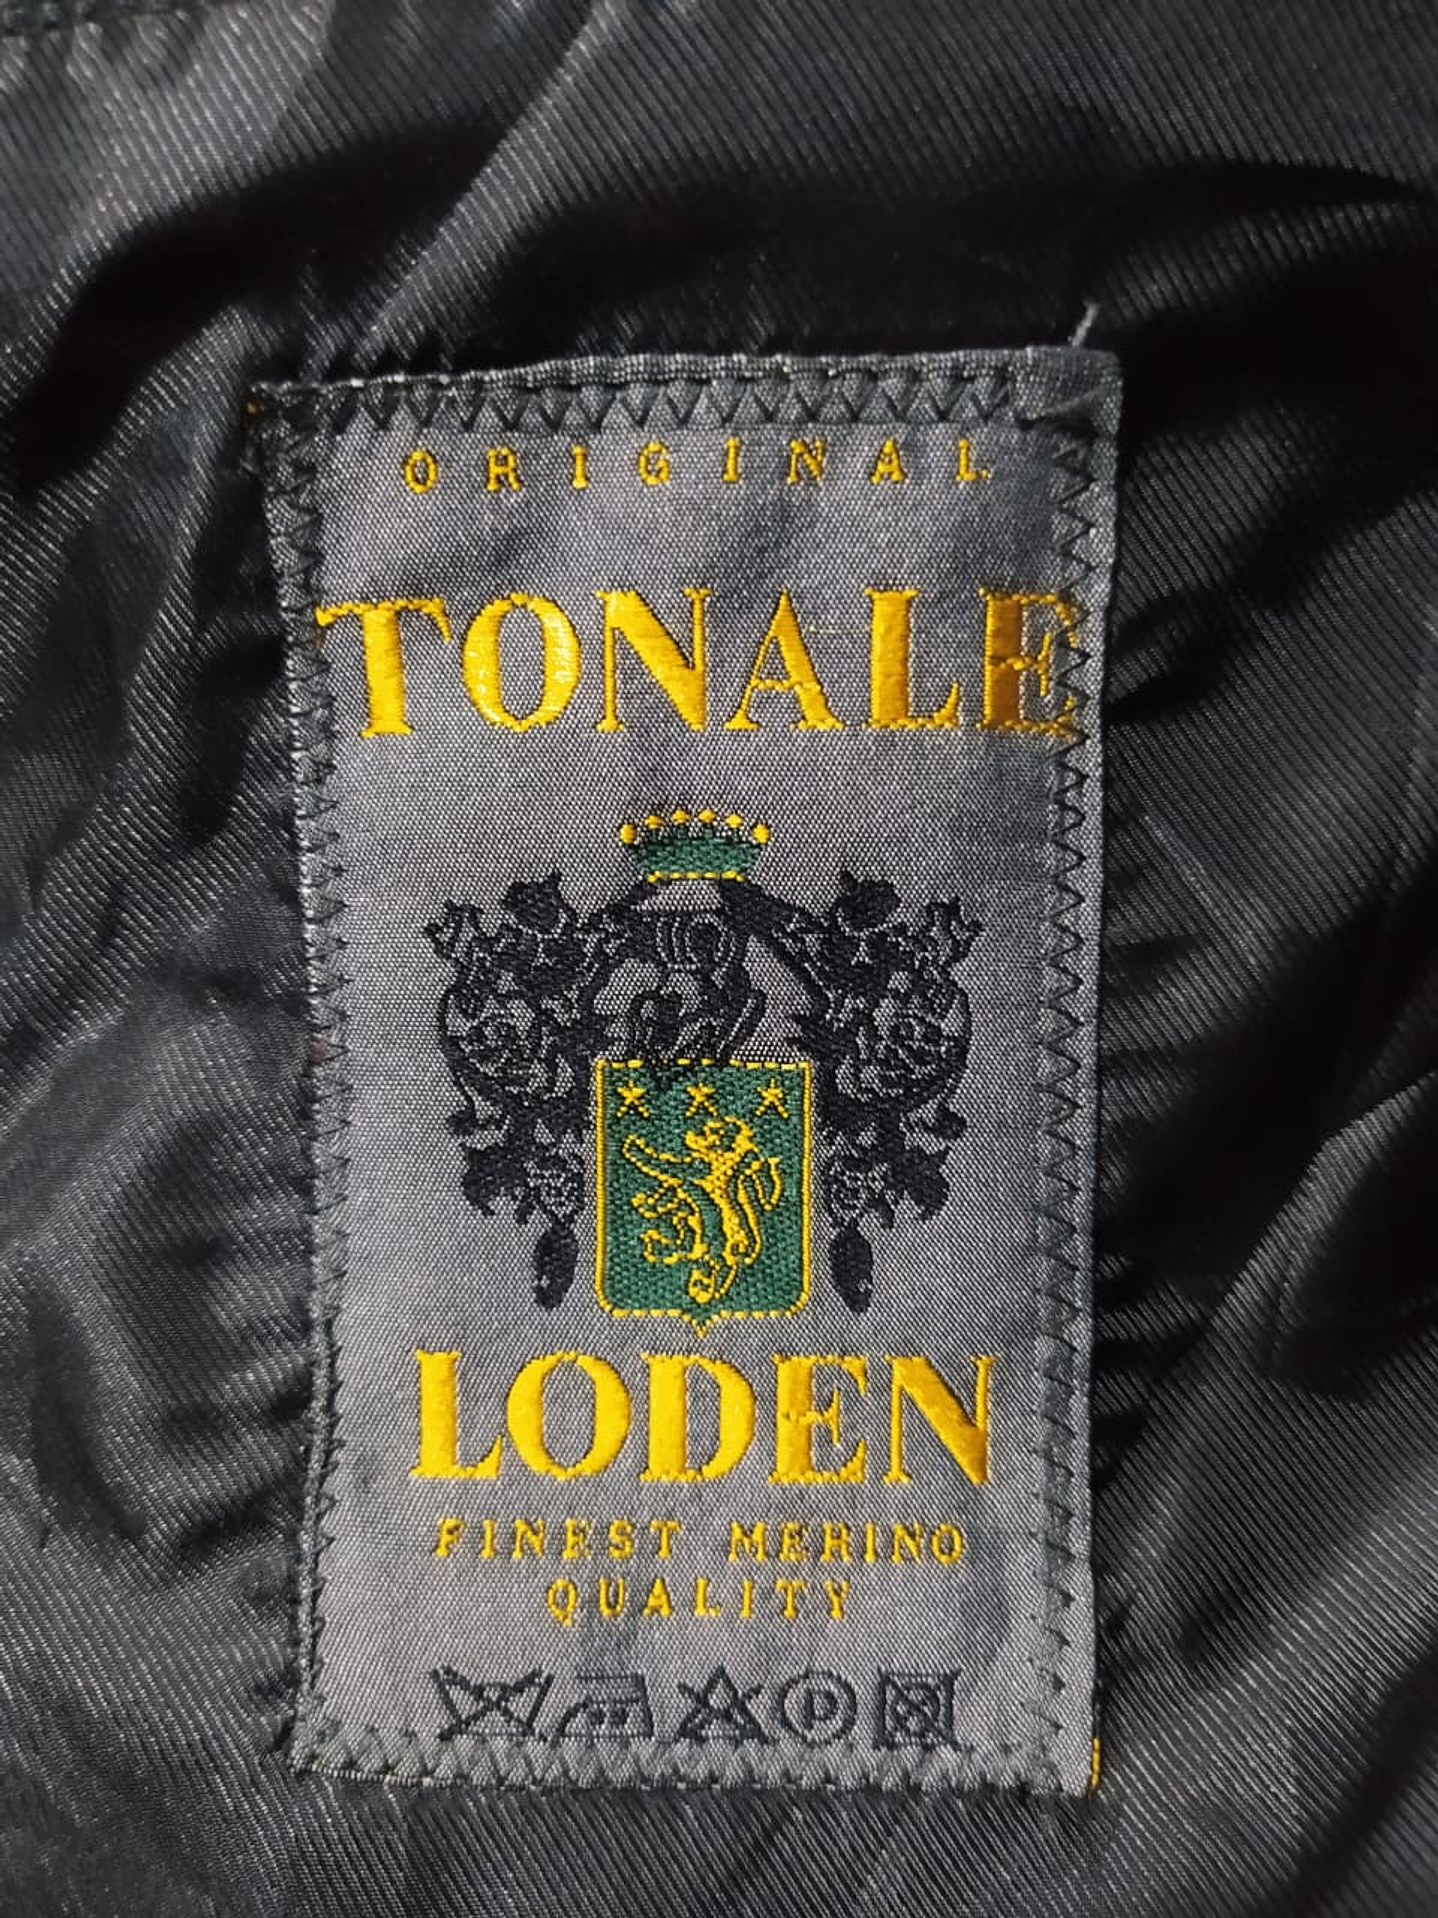 ORIGINAL
TONALE
LODEN
FINEST MERINO
QUALITY
P